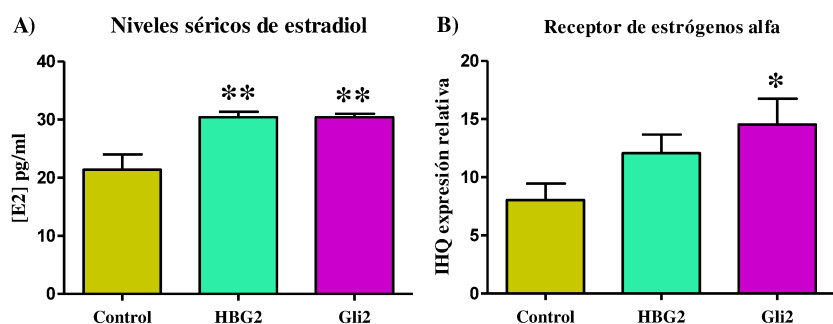 A)
Niveles séricos de estradiol
[E2] pg/ml
40
30
20
10
0
**
**
Control
HBG2
Gli2
B)
Receptor de estrógenos alfa
IHQ expresión relativa
20
15
10
5
0
*
Control
HBG2
Gli2